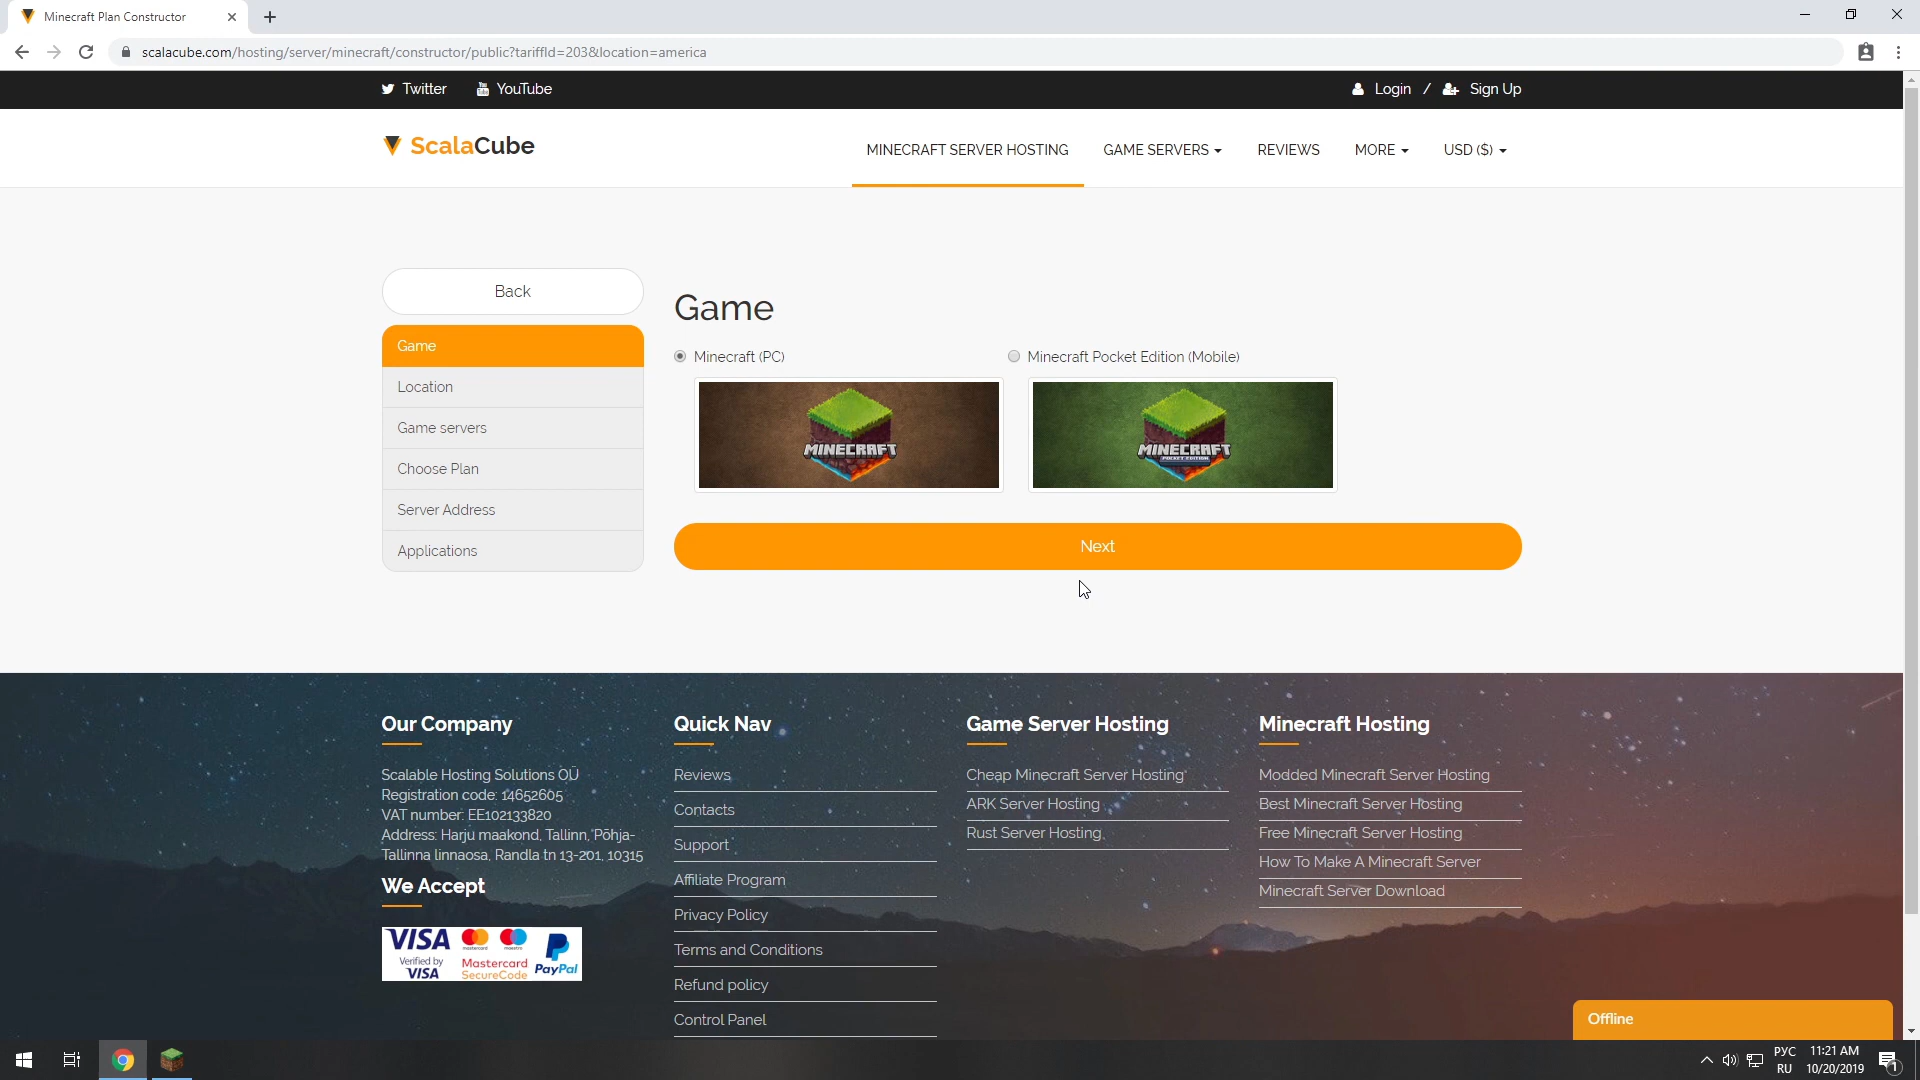 Minecraft Plan Constructor
scalacube.com/hosting/server/minecraft/constructor/public?tariffId=203&location=america
Twitter YouTube Login / Sign Up
ScalaCube MINECRAFT SERVER HOSTING GAME SERVERS REVIEWS MORE USD ($)
Back
Game
Location
Game servers
Choose Plan
Server Address
Applications
Game
Minecraft (PC) Minecraft Pocket Edition (Mobile)
MINECRAFT MINECRAFT
POCKET EDITION
Next
Our Company
Scalable Hosting Solutions OÜ
Registration code: 14652605
VAT number: EE102133820
Address: Harju maakond, Tallinn, Põhja-
Tallinna linnaosa, Randla tn 13-201, 10315
We Accept
VISA mastercard maestro
Verified by
VISA Mastercard SecureCode PayPal
Quick Nav
Reviews
Contacts
Support
Affiliate Program
Privacy Policy
Terms and Conditions
Refund policy
Control Panel
Game Server Hosting
Cheap Minecraft Server Hosting
ARK Server Hosting
Rust Server Hosting
Minecraft Hosting
Modded Minecraft Server Hosting
Best Minecraft Server Hosting
Free Minecraft Server Hosting
How To Make A Minecraft Server
Minecraft Server Download
Offline
РУС 11:21 AM
RU 10/20/2019 1